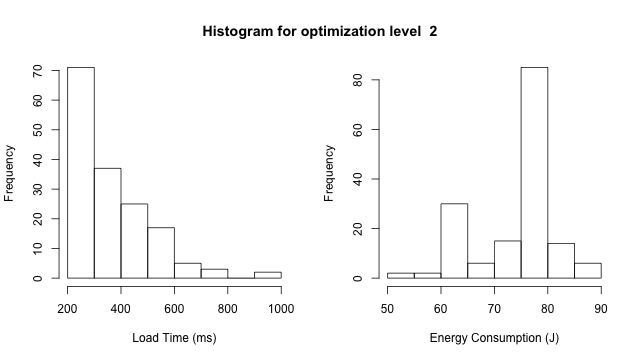 Histogram for optimization level 2
Frequency
0 10 20 30 40 50 60 70
200 400 600 800 1000
Load Time (ms)
Frequency
0 20 40 60 80
50 60 70 80 90
Energy Consumption (J)